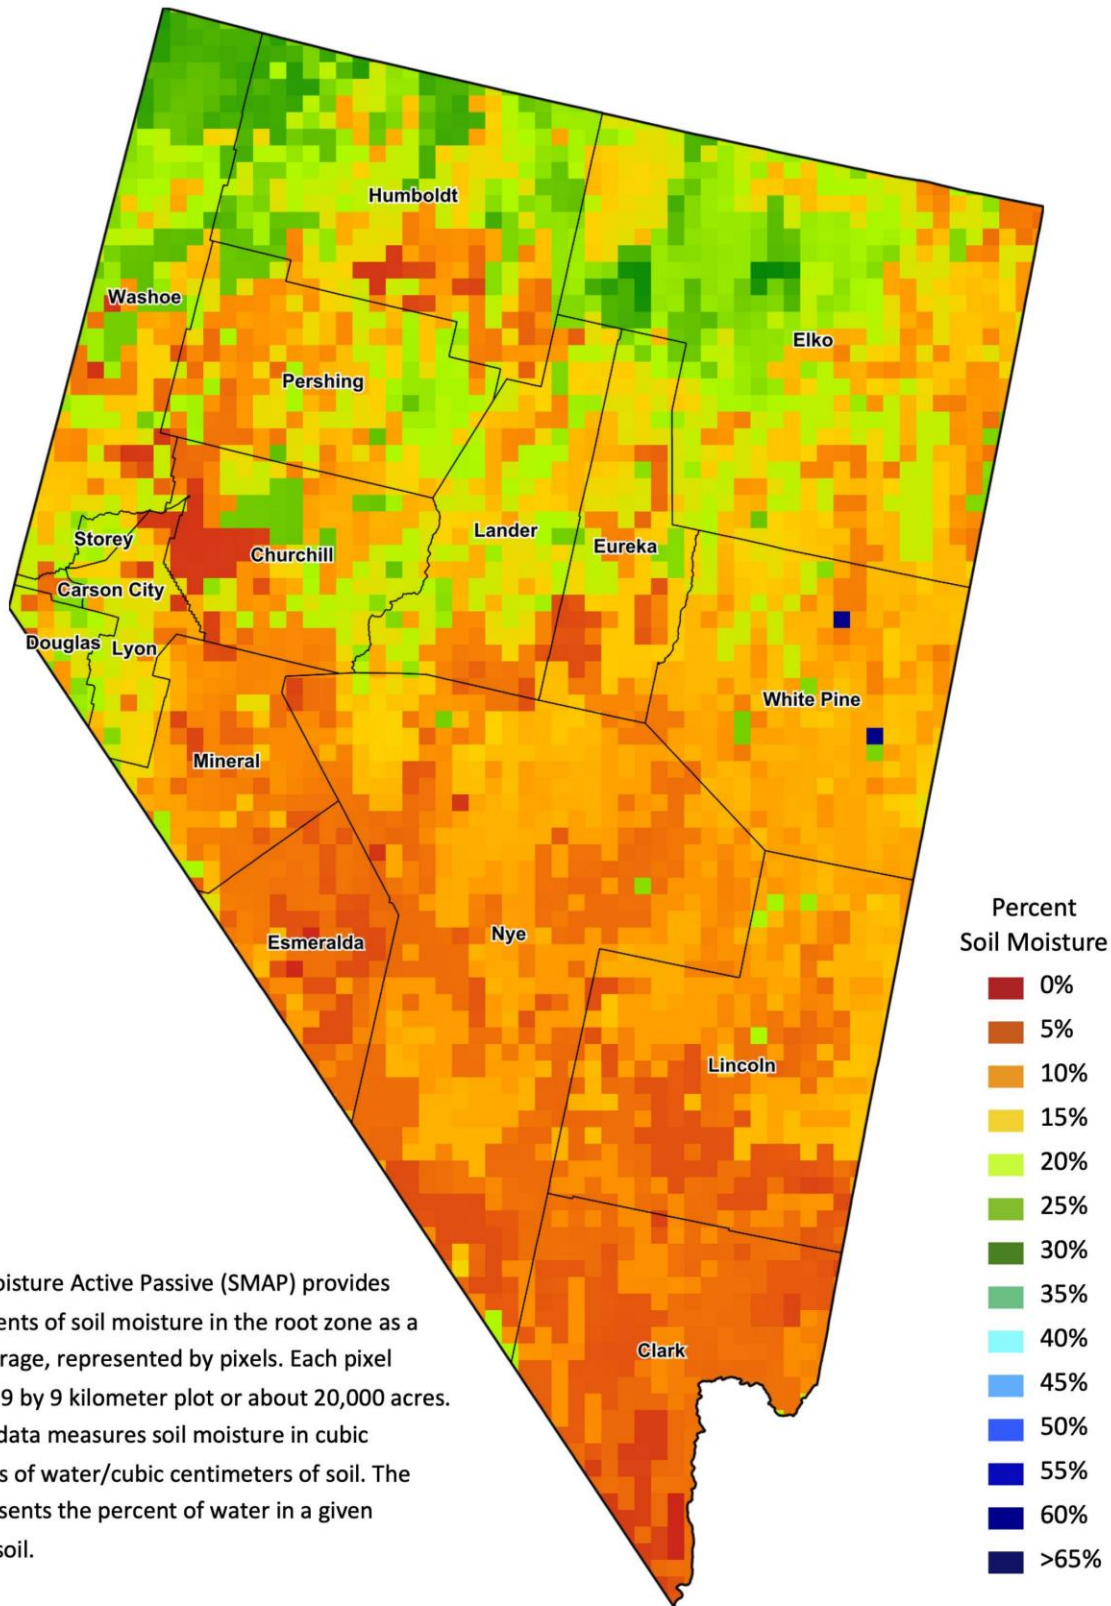 Humboldt
Washoe
Elko
Pershing
Storey
Lander
Eureka
Churchill
Carson City
Douglas
Lyon
White Pine
Mineral
Esmeralda
Nye
Lincoln
Clark
Percent
Soil Moisture
0%
5%
10%
15%
20%
25%
30%
35%
40%
45%
50%
55%
60%
>65%
oisture Active Passive (SMAP) provides
ents of soil moisture in the root zone as a
rage, represented by pixels. Each pixel
9 by 9 kilometer plot or about 20,000 acres.
data measures soil moisture in cubic
s of water/cubic centimeters of soil. The
sents the percent of water in a given
soil.